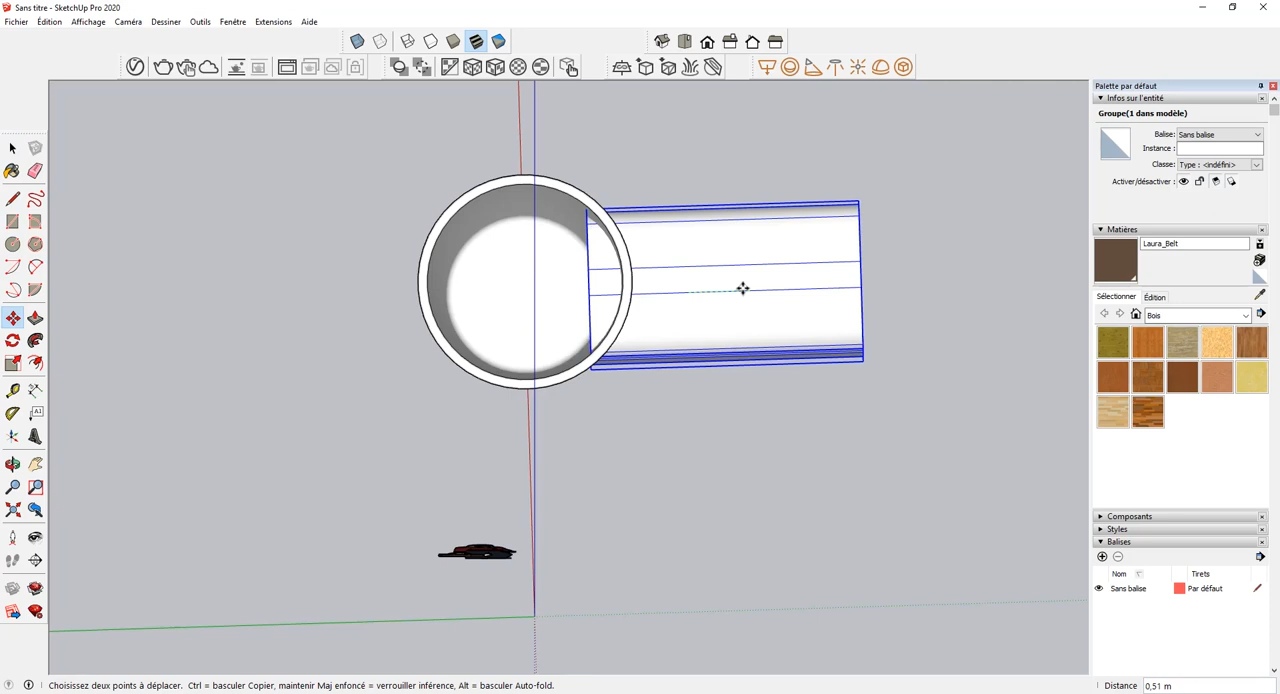 Sans titre - SketchUp Pro 2020
Fichier Édition Affichage Caméra Dessiner Outils Fenêtre Extensions Aide
Palette par défaut
Infos sur l'entité
Groupe(1 dans modèle)
Balise: Sans balise
Instance :
Classe: Type : <indéfini>
Activer/désactiver :
Matières
Laura_Belt
Sélectionner Édition
Bois
Composants
Styles
Balises
Nom Tirets
Sans balise Par défaut
Choisissez deux points à déplacer. Ctrl = basculer Copier, maintenir Maj enfoncé = verrouiller inférence, Alt = basculer Auto-fold.
Distance 0,51 m